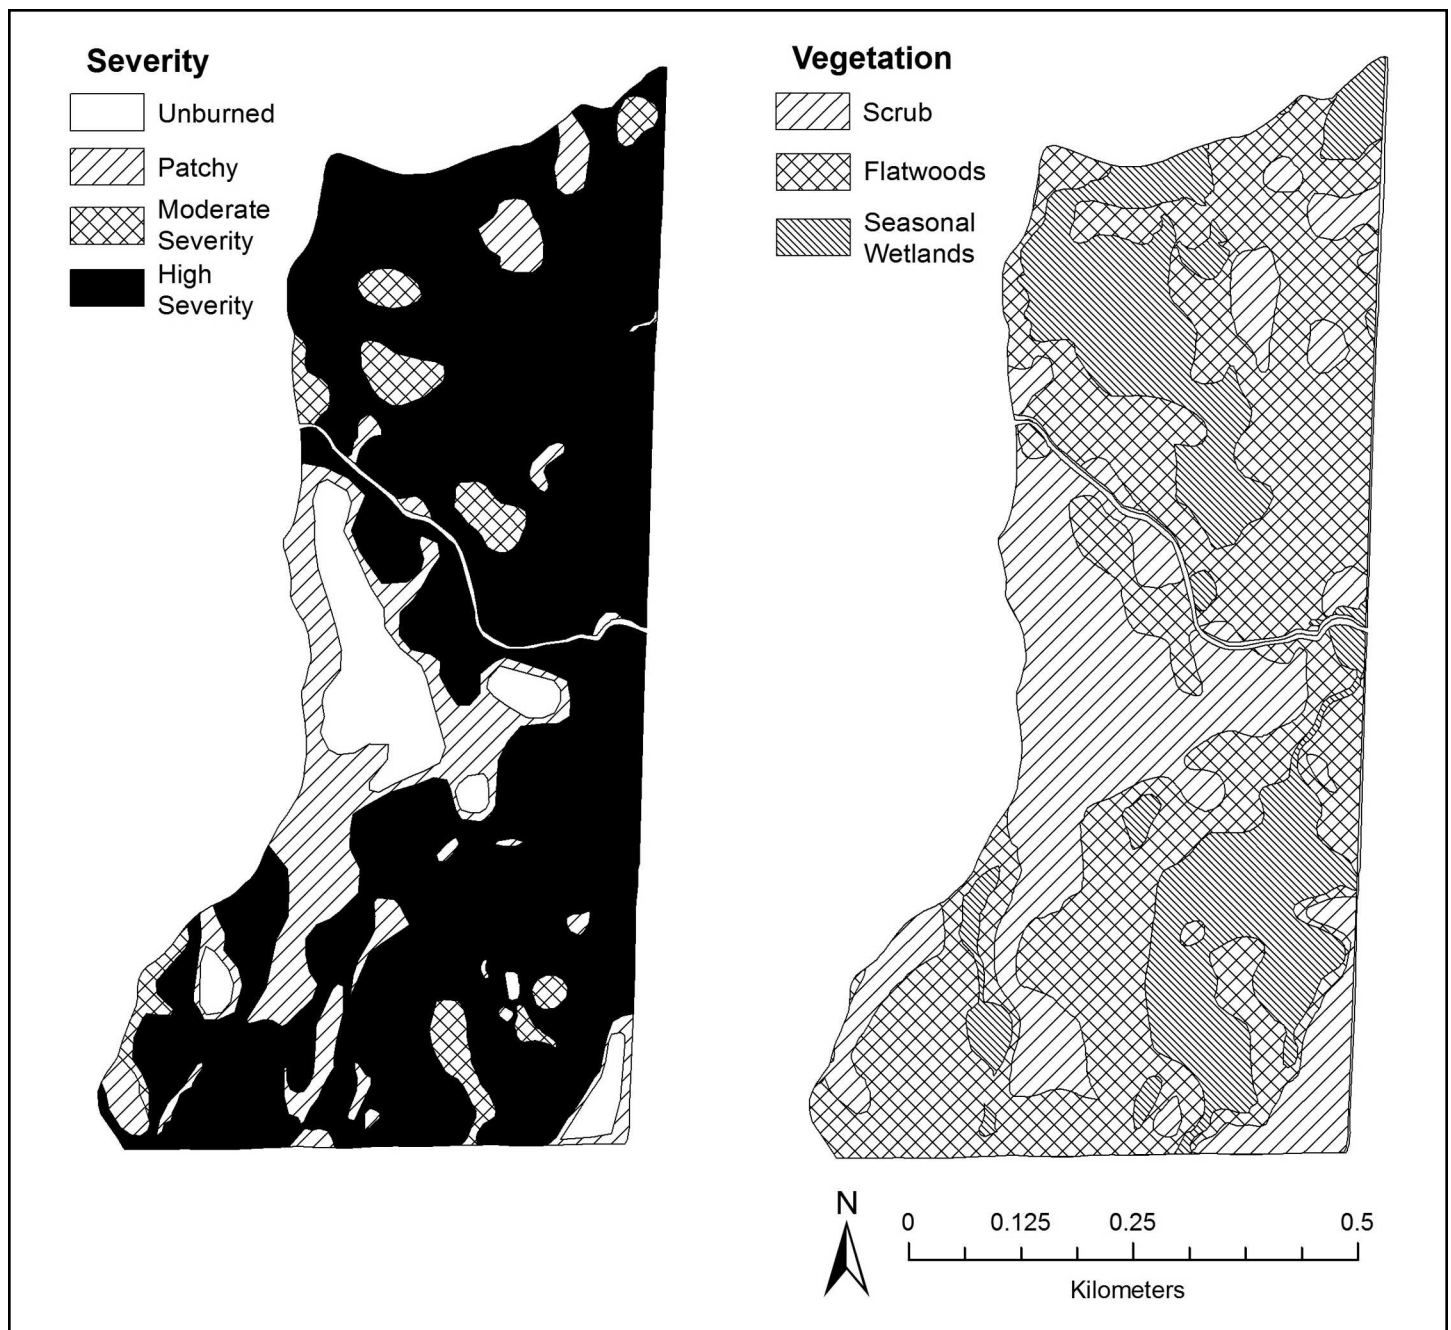 Severity
Unburned
Patchy
Moderate
Severity
High
Severity
Vegetation
Scrub
Flatwoods
Seasonal
Wetlands
N
0 0.125 0.25 0.5
Kilometers